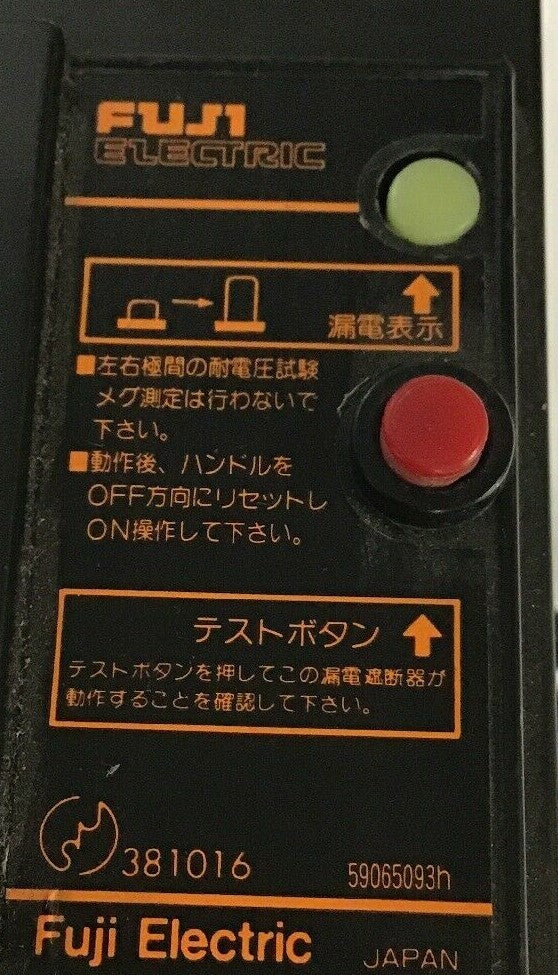 FUJI
ELECTRIC
漏電表示
■左右極間の耐電圧試験
メグ測定は行わないで
下さい。
■動作後、ハンドルを
OFF方向にリセットし
ON操作して下さい。
テストボタン
テストボタンを押してこの漏電遮断器が
動作することを確認して下さい。
381016
59065093h
Fuji Electric
JAPAN